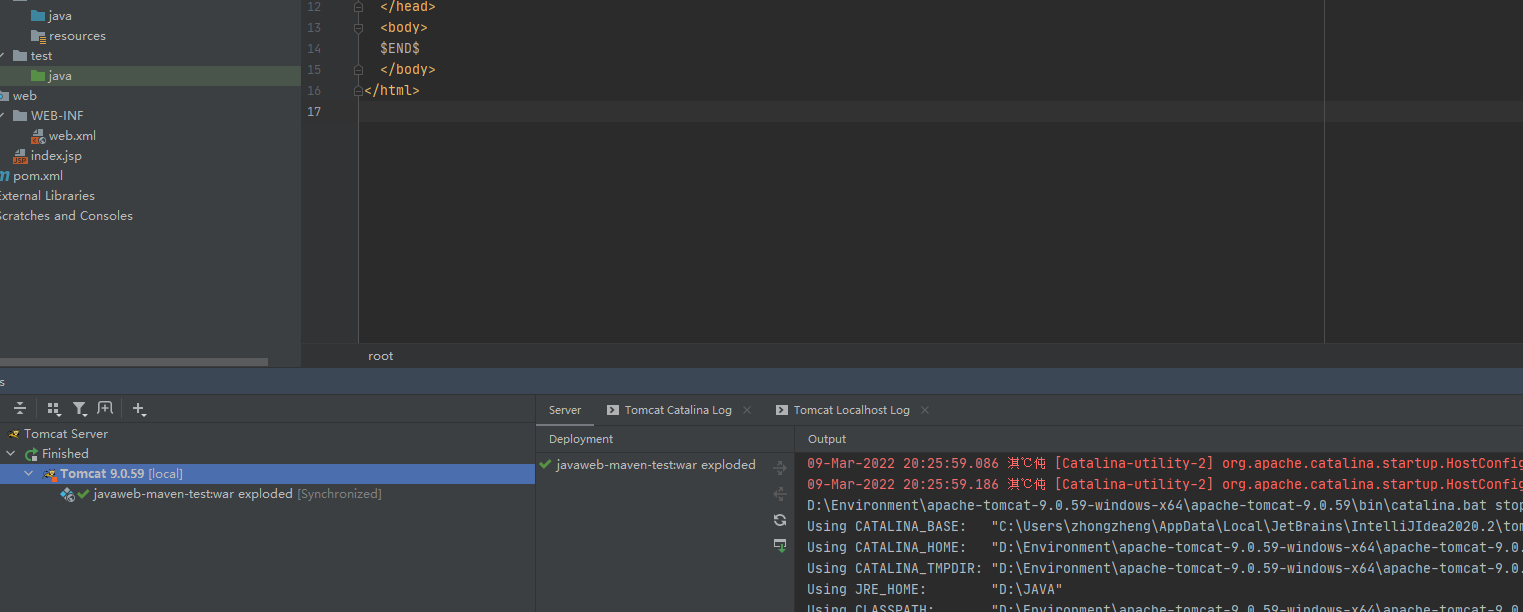 java
resources
test
java
web
WEB-INF
web.xml
index.jsp
pom.xml
External Libraries
Scratches and Consoles
12 </head>
13 <body>
14 $END$
15 </body>
16 </html>
17
root
s
Tomcat Server
Finished
Tomcat 9.0.59 [local]
javaweb-maven-test:war exploded [Synchronized]
Server
Tomcat Catalina Log
Tomcat Localhost Log
Deployment
javaweb-maven-test:war exploded
Output
09-Mar-2022 20:25:59.086 淇℃伅 [Catalina-utility-2] org.apache.catalina.startup.HostConfig
09-Mar-2022 20:25:59.186 淇℃伅 [Catalina-utility-2] org.apache.catalina.startup.HostConfig
D:\Environment\apache-tomcat-9.0.59-windows-x64\apache-tomcat-9.0.59\bin\catalina.bat stop
Using CATALINA_BASE: "C:\Users\zhongzheng\AppData\Local\JetBrains\IntelliJIdea2020.2\tom
Using CATALINA_HOME: "D:\Environment\apache-tomcat-9.0.59-windows-x64\apache-tomcat-9.0.
Using CATALINA_TMPDIR: "D:\Environment\apache-tomcat-9.0.59-windows-x64\apache-tomcat-9.0.
Using JRE_HOME: "D:\JAVA"
Using CLASSPATH: "D:\Environment\apache-tomcat-9.0.59-windows-x64\apache-tomcat-9.0.